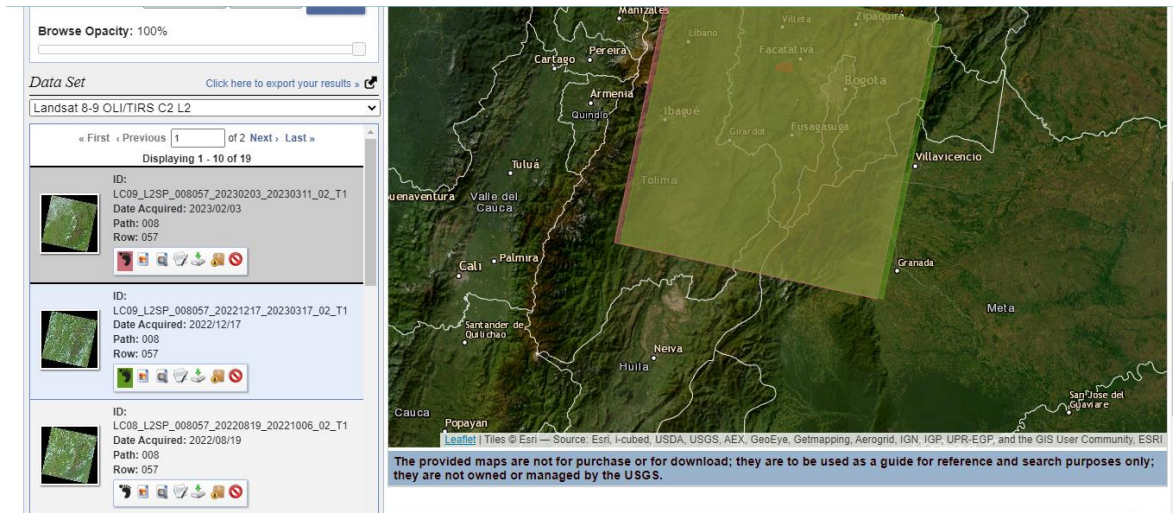 Browse Opacity: 100%
Data Set
Click here to export your results »
Landsat 8-9 OLI/TIRS C2 L2
« First ‹ Previous 1 of 2 Next › Last »
Displaying 1 - 10 of 19
ID:
LC09_L2SP_008057_20230203_20230311_02_T1
Date Acquired: 2023/02/03
Path: 008
Row: 057
ID:
LC09_L2SP_008057_20221217_20230317_02_T1
Date Acquired: 2022/12/17
Path: 008
Row: 057
ID:
LC08_L2SP_008057_20220819_20221006_02_T1
Date Acquired: 2022/08/19
Path: 008
Row: 057
Manizales
Villeta
Zipaquirá
Líbano
Pereira
Facatativá
Cartago
Bogota
Armenia
Ibagué
Quindío
Girardot
Fusagasugá
Tuluá
Villavicencio
Tolima
uenaventura
Valle del
Cauca
Palmira
Cali
Granada
Meta
Santander de
Quilichao
Neiva
Huila
San Jose del
Guaviare
Cauca
Popayan
Leaflet | Tiles © Esri — Source: Esri, i-cubed, USDA, USGS, AEX, GeoEye, Getmapping, Aerogrid, IGN, IGP, UPR-EGP, and the GIS User Community, ESRI
The provided maps are not for purchase or for download; they are to be used as a guide for reference and search purposes only;
they are not owned or managed by the USGS.